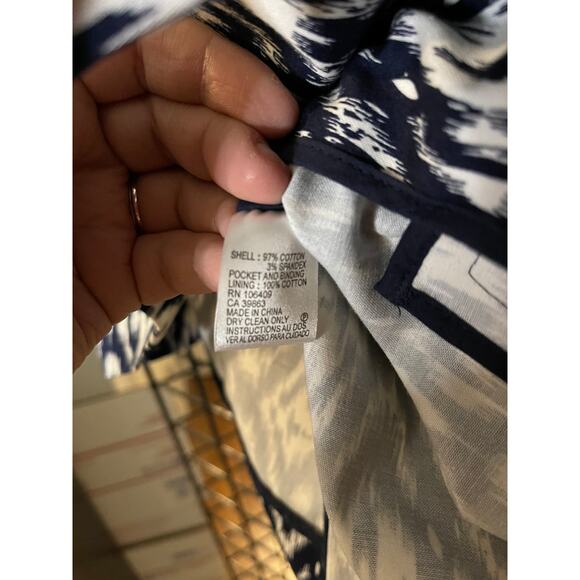 SHELL : 97% COTTON
3% SPANDEX
POCKET AND BINDING
LINING : 100% COTTON
RN 106409
CA 39863
MADE IN CHINA
DRY CLEAN ONLY Ⓟ
INSTRUCTIONS AU DOS
VER AL DORSO PARA CUIDADO